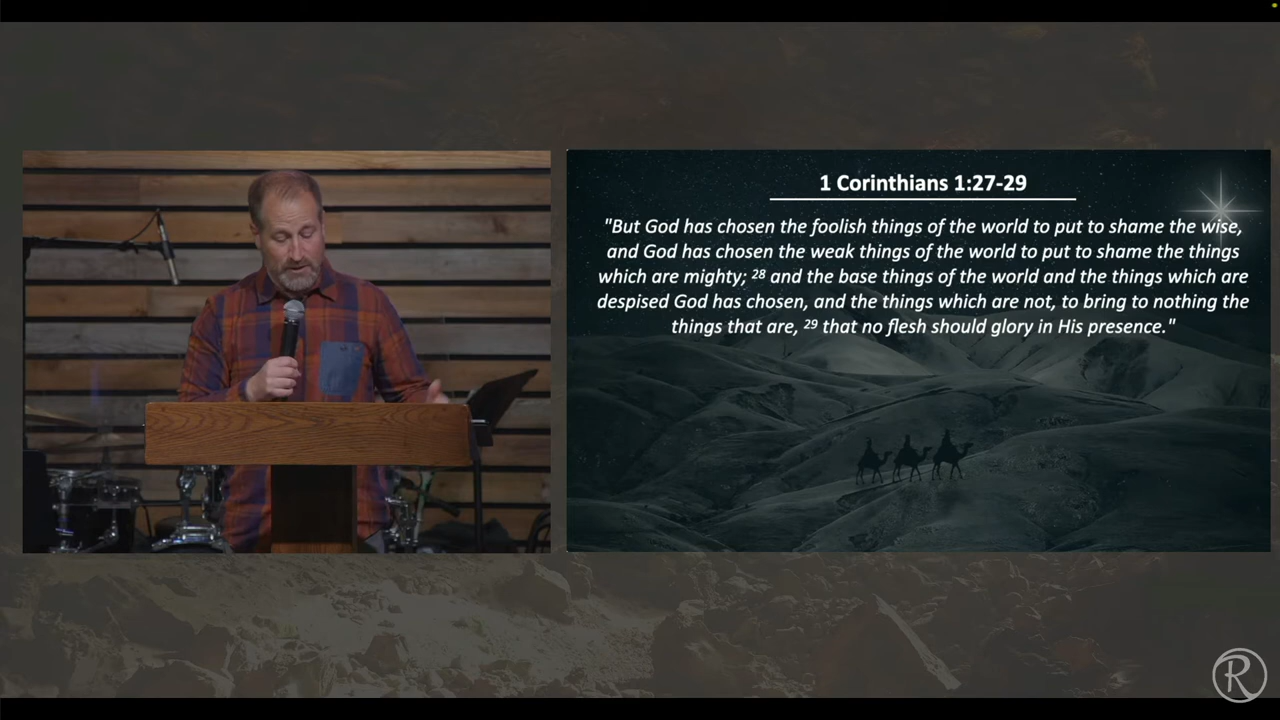 1 Corinthians 1:27-29
"But God has chosen the foolish things of the world to put to shame the wise,
and God has chosen the weak things of the world to put to shame the things
which are mighty; 28 and the base things of the world and the things which are
despised God has chosen, and the things which are not, to bring to nothing the
things that are, 29 that no flesh should glory in His presence."
R